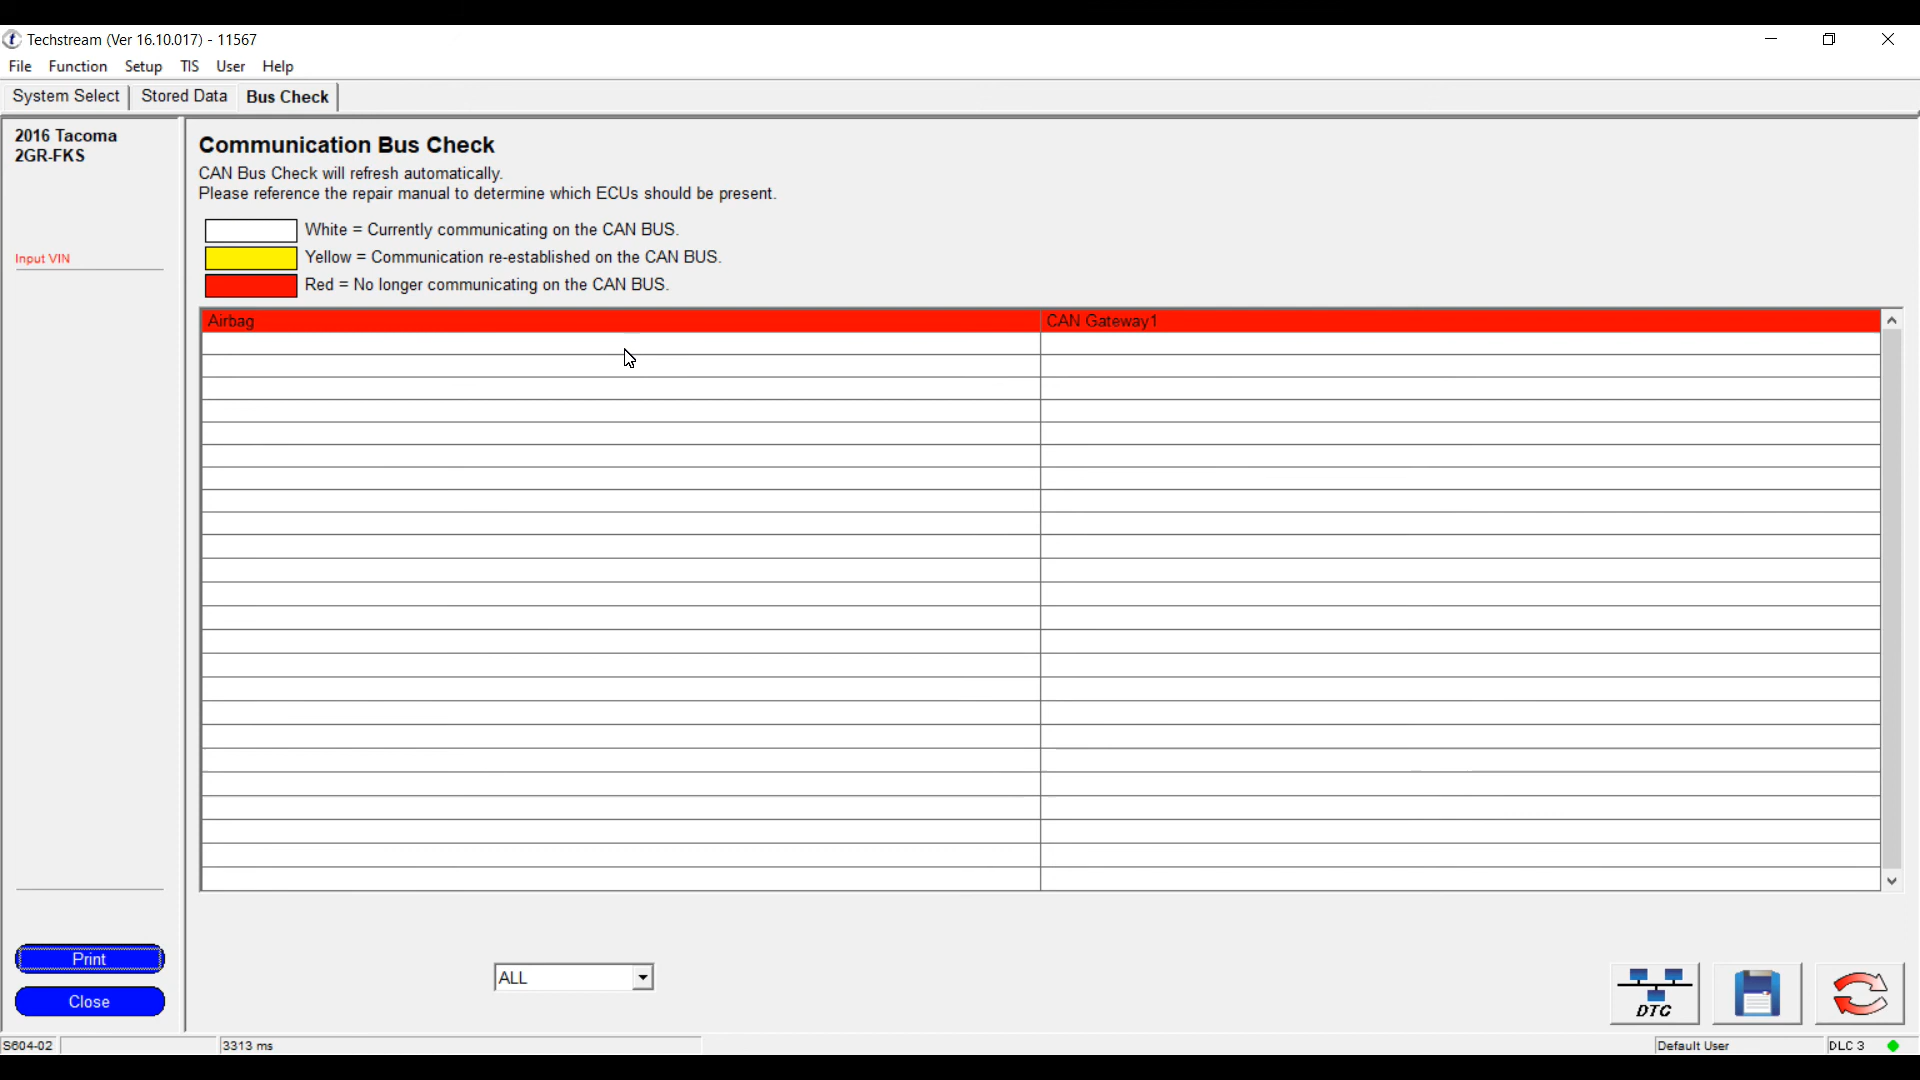 Techstream (Ver 16.10.017) - 11567
File Function Setup TIS User Help
System Select Stored Data Bus Check
2016 Tacoma
2GR-FKS
Input VIN
Communication Bus Check
CAN Bus Check will refresh automatically.
Please reference the repair manual to determine which ECUs should be present.
White = Currently communicating on the CAN BUS.
Yellow = Communication re-established on the CAN BUS.
Red = No longer communicating on the CAN BUS.
Airbag CAN Gateway1
Print
Close
ALL
DTC
S604-02 3313 ms Default User DLC 3